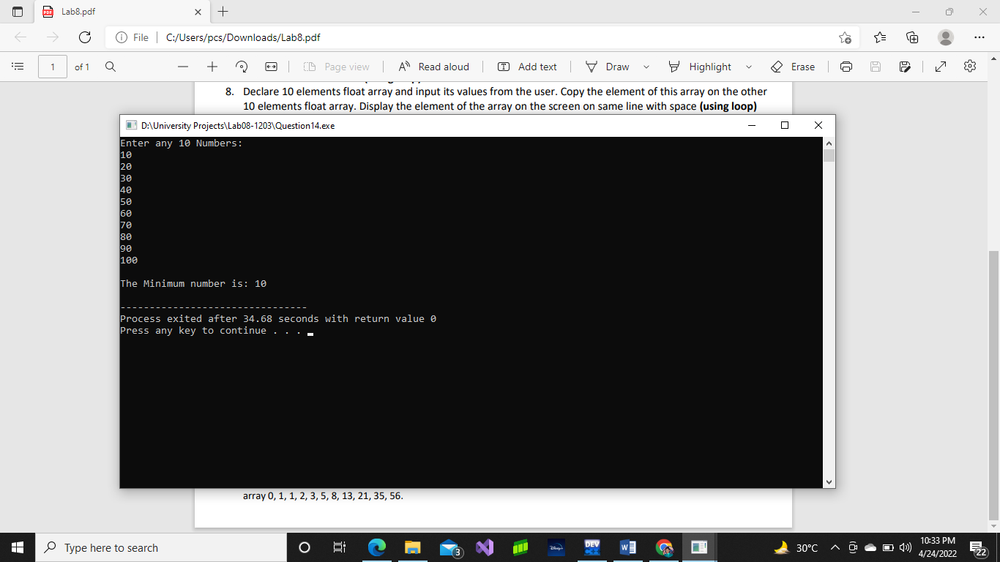 Lab8.pdf
File
C:/Users/pcs/Downloads/Lab8.pdf
1 of 1
Page view
Read aloud
Add text
Draw
Highlight
Erase
8. Declare 10 elements float array and input its values from the user. Copy the element of this array on the other
10 elements float array. Display the element of the array on the screen on same line with space (using loop)
D:\University Projects\Lab08-1203\Question14.exe
Enter any 10 Numbers:
10
20
30
40
50
60
70
80
90
100
The Minimum number is: 10
--------------------------------
Process exited after 34.68 seconds with return value 0
Press any key to continue . . .
array 0, 1, 1, 2, 3, 5, 8, 13, 21, 35, 56.
Type here to search
3
Disney+
DEV
30°C
10:33 PM
4/24/2022
22